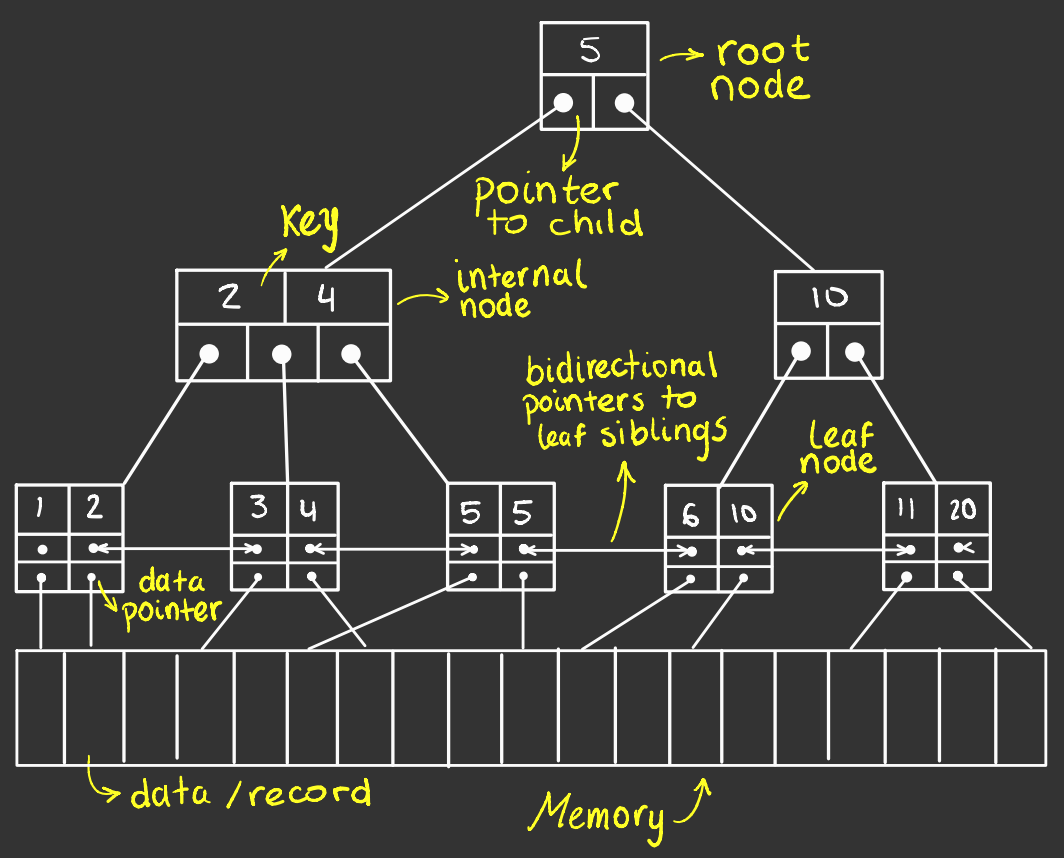 5
root
node
pointer
to child
Key
2 4
internal
node
10
bidirectional
pointers to
leaf siblings
leaf
node
1 2
3 4
5 5
6 10
11 20
data
pointer
data/record
Memory